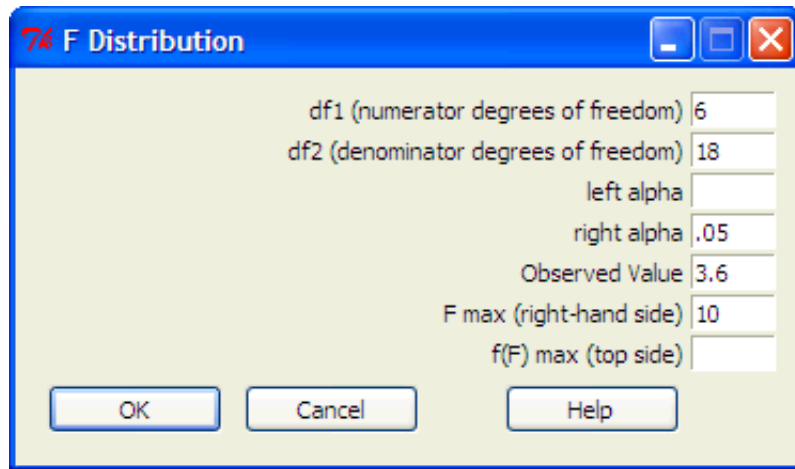 7% F Distribution
df1 (numerator degrees of freedom) 6
df2 (denominator degrees of freedom) 18
left alpha
right alpha .05
Observed Value 3.6
F max (right-hand side) 10
f(F) max (top side)
OK Cancel Help